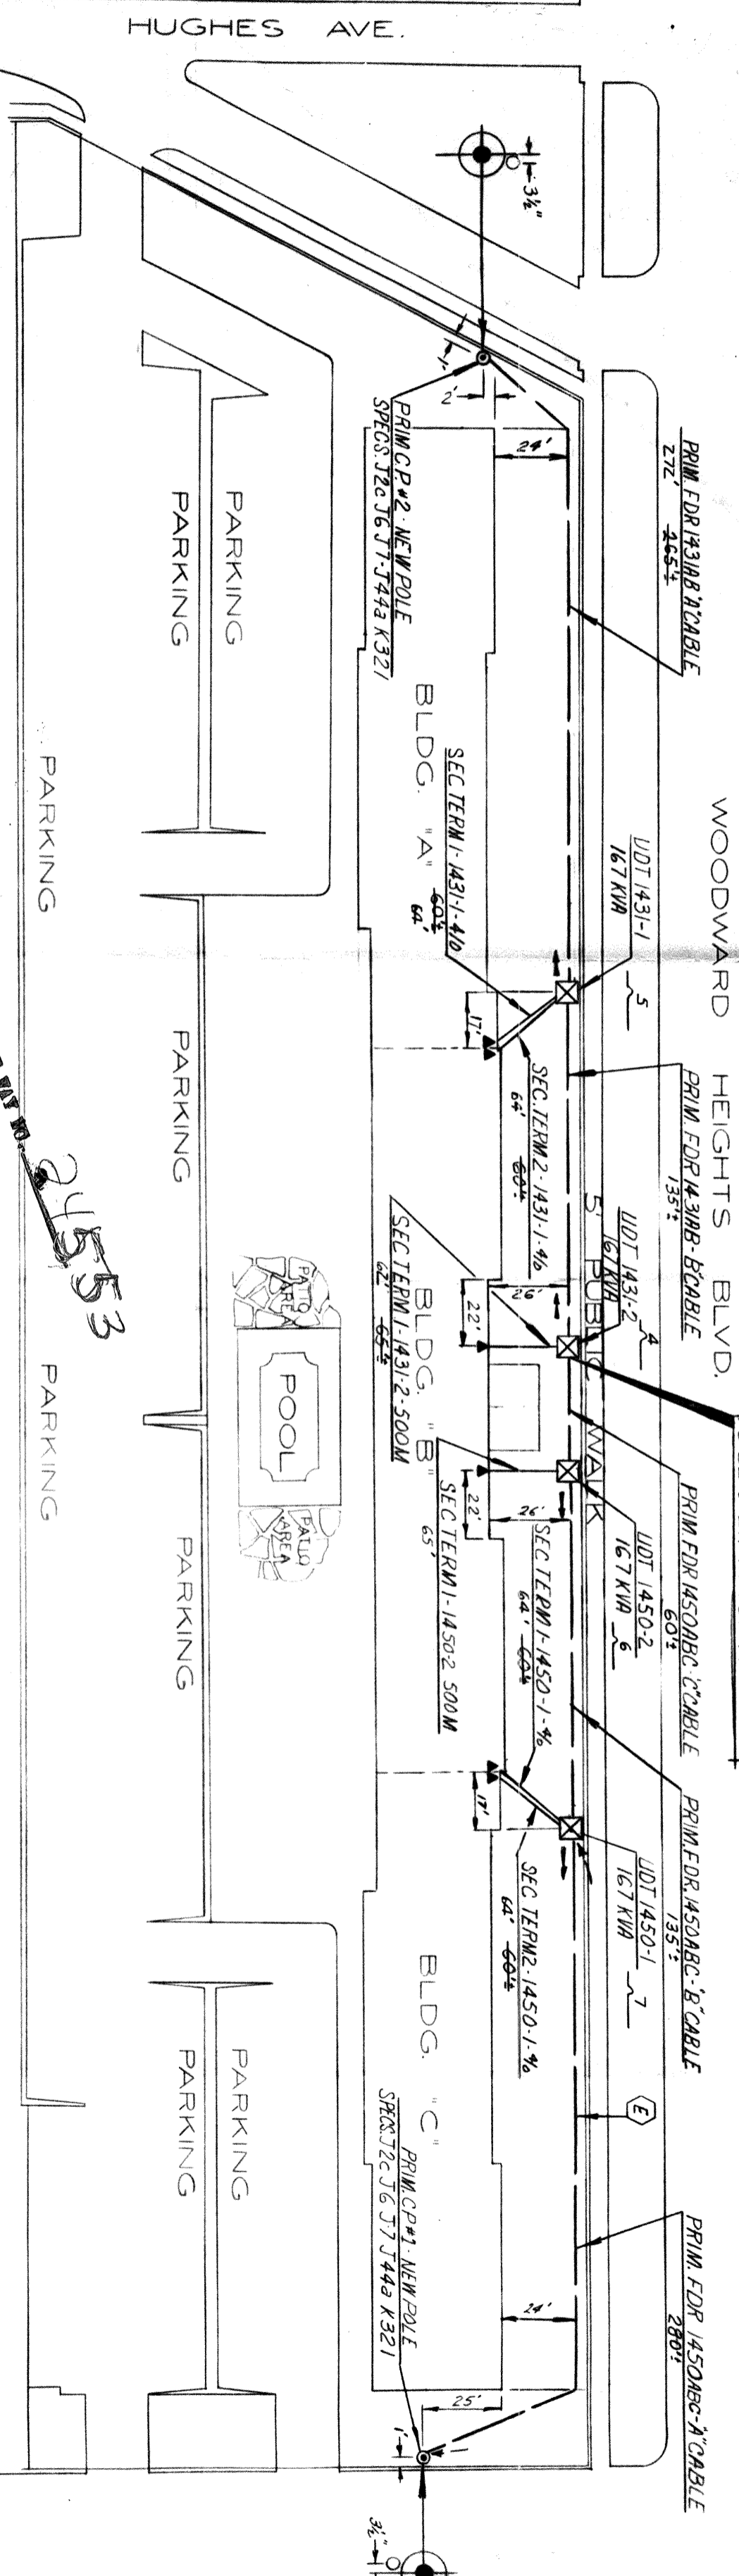 HUGHES AVE.
WOODWARD HEIGHTS BLVD.
5' PUBLIC WALK
3½"
1'
2'
24'
PRIM. C.P. #2 - NEW POLE
SPECS. J2c J6 J7-J44a K321
PRIM. FDR 1431AB "A" CABLE
272' 265'±
BLDG. "A"
SEC TERM 1-1431-1-4/0
60'±
64'
UDT 1431-1
167 KVA
5
17'
SEC. TERM. 2-1431-1-4/0
64' 60'±
PRIM. FDR 1431AB-"B" CABLE
135'±
UDT 1431-2
167 KVA
4
26'
22'
SEC TERM 1-1431-2-500M
62' 65'±
BLDG. "B"
22'
26'
SEC TERM 1-1450-2 500M
65'
PRIM. FDR 1450ABC-"C" CABLE
60'±
UDT 1450-2
167 KVA
6
SEC TERM 1-1450-1-4/0
64' 60'±
PRIM. FDR. 1450ABC-"B" CABLE
135'±
UDT 1450-1
167 KVA
7
17'
SEC TERM 2-1450-1-4/0
64' 60'±
BLDG. "C"
E
PRIM. FDR 1450ABC-"A" CABLE
280'±
24'
25'
PRIM. CP #1 - NEW POLE
SPECS. J2c J6 J7 J44a K321
1'
3½"
PARKING
PARKING
PARKING
PARKING
PARKING
PARKING
PARKING
PARKING
PATIO
AREA
POOL
PATIO
AREA
WAY NO. 24553